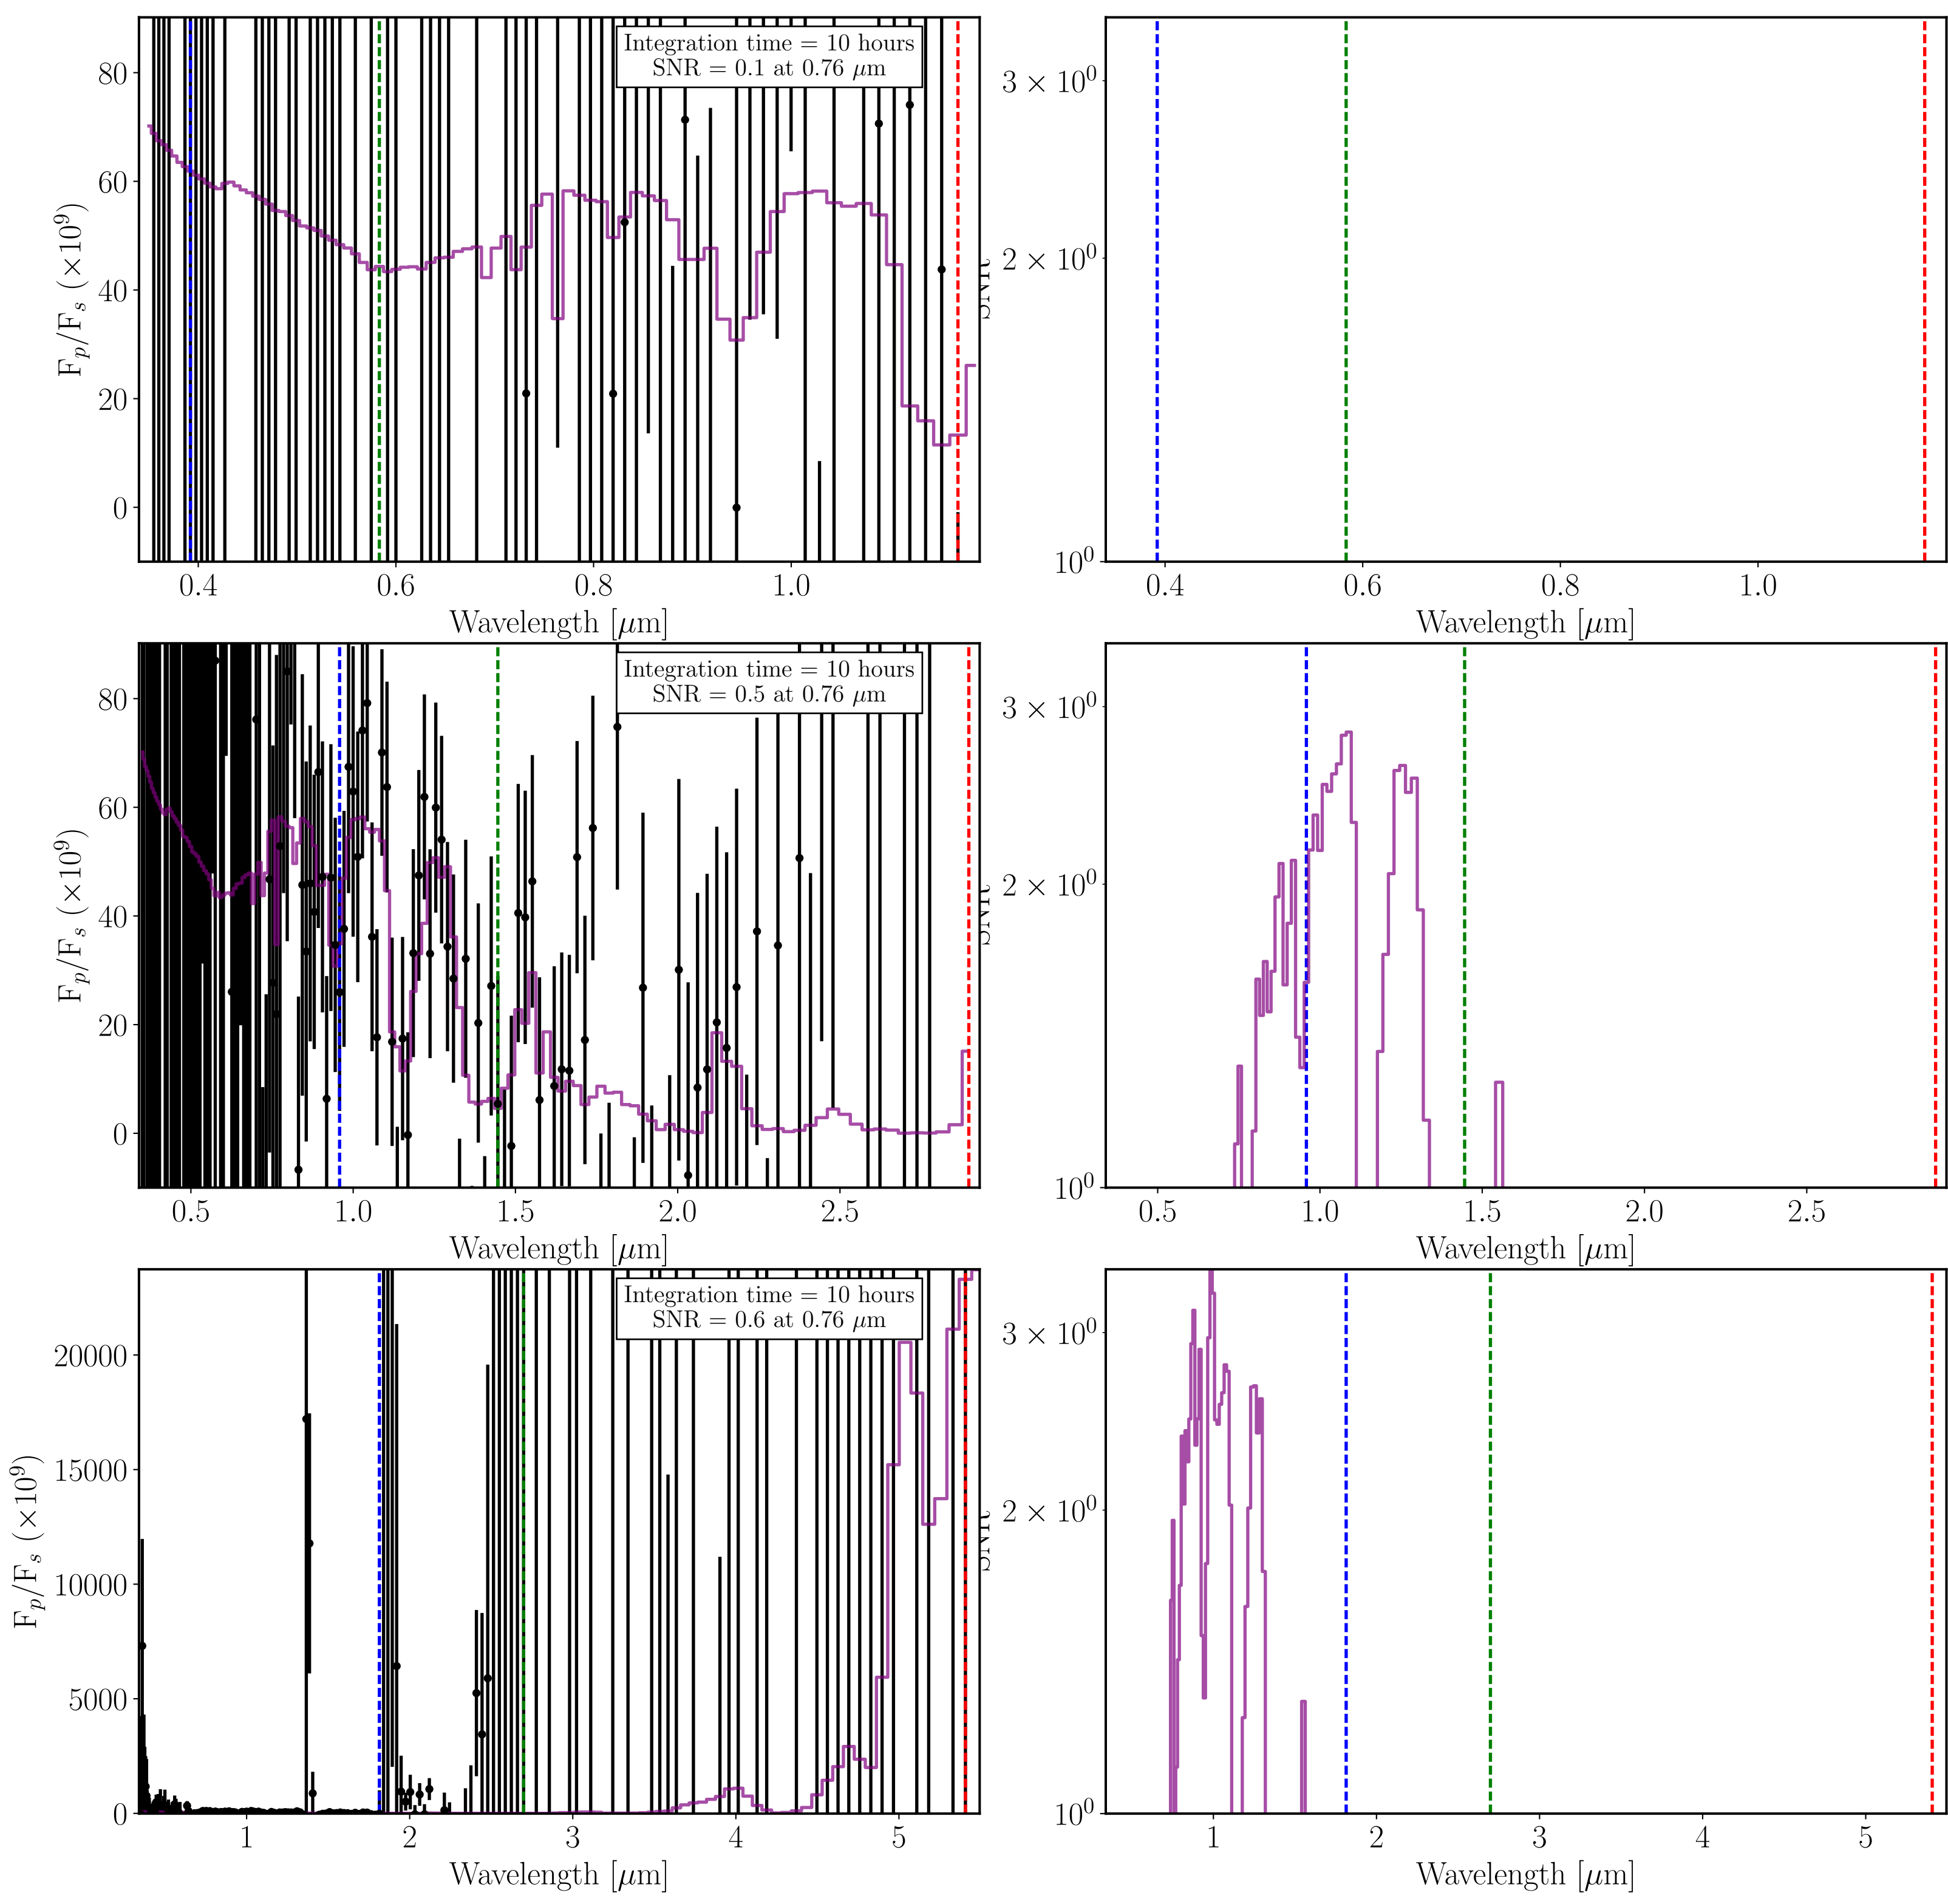 Integration time = 10 hours
SNR = 0.1 at 0.76 μm
F_p/F_s (×10^9)
80
60
40
20
0
0.4 0.6 0.8 1.0
Wavelength [μm]
3 × 10^0
2 × 10^0
10^0
0.4 0.6 0.8 1.0
Wavelength [μm]
Integration time = 10 hours
SNR = 0.5 at 0.76 μm
F_p/F_s (×10^9)
80
60
40
20
0
0.5 1.0 1.5 2.0 2.5
Wavelength [μm]
3 × 10^0
2 × 10^0
10^0
0.5 1.0 1.5 2.0 2.5
Wavelength [μm]
Integration time = 10 hours
SNR = 0.6 at 0.76 μm
F_p/F_s (×10^9)
20000
15000
10000
5000
0
1 2 3 4 5
Wavelength [μm]
3 × 10^0
2 × 10^0
10^0
1 2 3 4 5
Wavelength [μm]